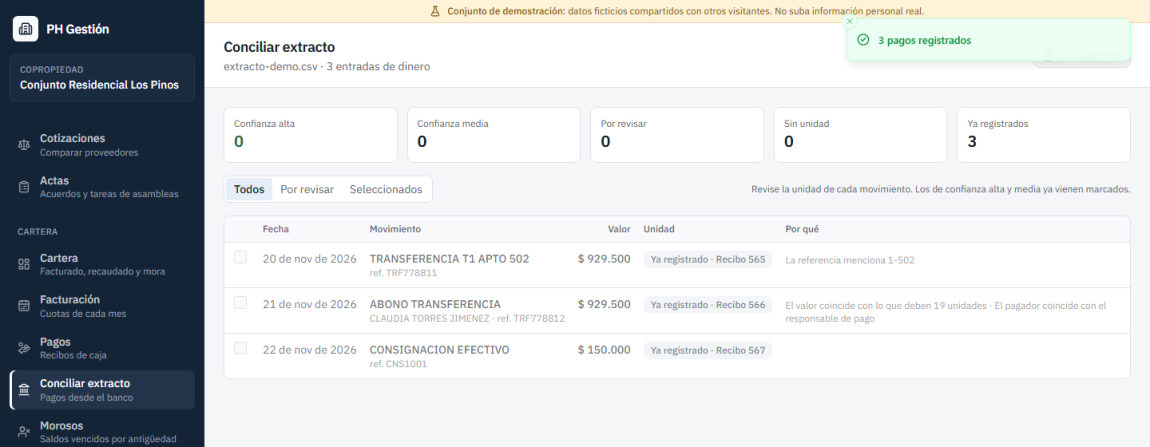 Conjunto de demostración: datos ficticios compartidos con otros visitantes. No suba información personal real.
PH Gestión
COPROPIEDAD
Conjunto Residencial Los Pinos
Cotizaciones
Comparar proveedores
Actas
Acuerdos y tareas de asambleas
CARTERA
Cartera
Facturado, recaudado y mora
Facturación
Cuotas de cada mes
Pagos
Recibos de caja
Conciliar extracto
Pagos desde el banco
Morosos
Saldos vencidos por antigüedad
Conciliar extracto
extracto-demo.csv · 3 entradas de dinero
3 pagos registrados
Confianza alta
0
Confianza media
0
Por revisar
0
Sin unidad
0
Ya registrados
3
Todos Por revisar Seleccionados
Revise la unidad de cada movimiento. Los de confianza alta y media ya vienen marcados.
Fecha Movimiento Valor Unidad Por qué
20 de nov de 2026 TRANSFERENCIA T1 APTO 502 $ 929.500 Ya registrado · Recibo 565 La referencia menciona 1-502
ref. TRF778811
21 de nov de 2026 ABONO TRANSFERENCIA $ 929.500 Ya registrado · Recibo 566 El valor coincide con lo que deben 19 unidades · El pagador coincide con el
CLAUDIA TORRES JIMENEZ · ref. TRF778812 responsable de pago
22 de nov de 2026 CONSIGNACION EFECTIVO $ 150.000 Ya registrado · Recibo 567
ref. CNS1001